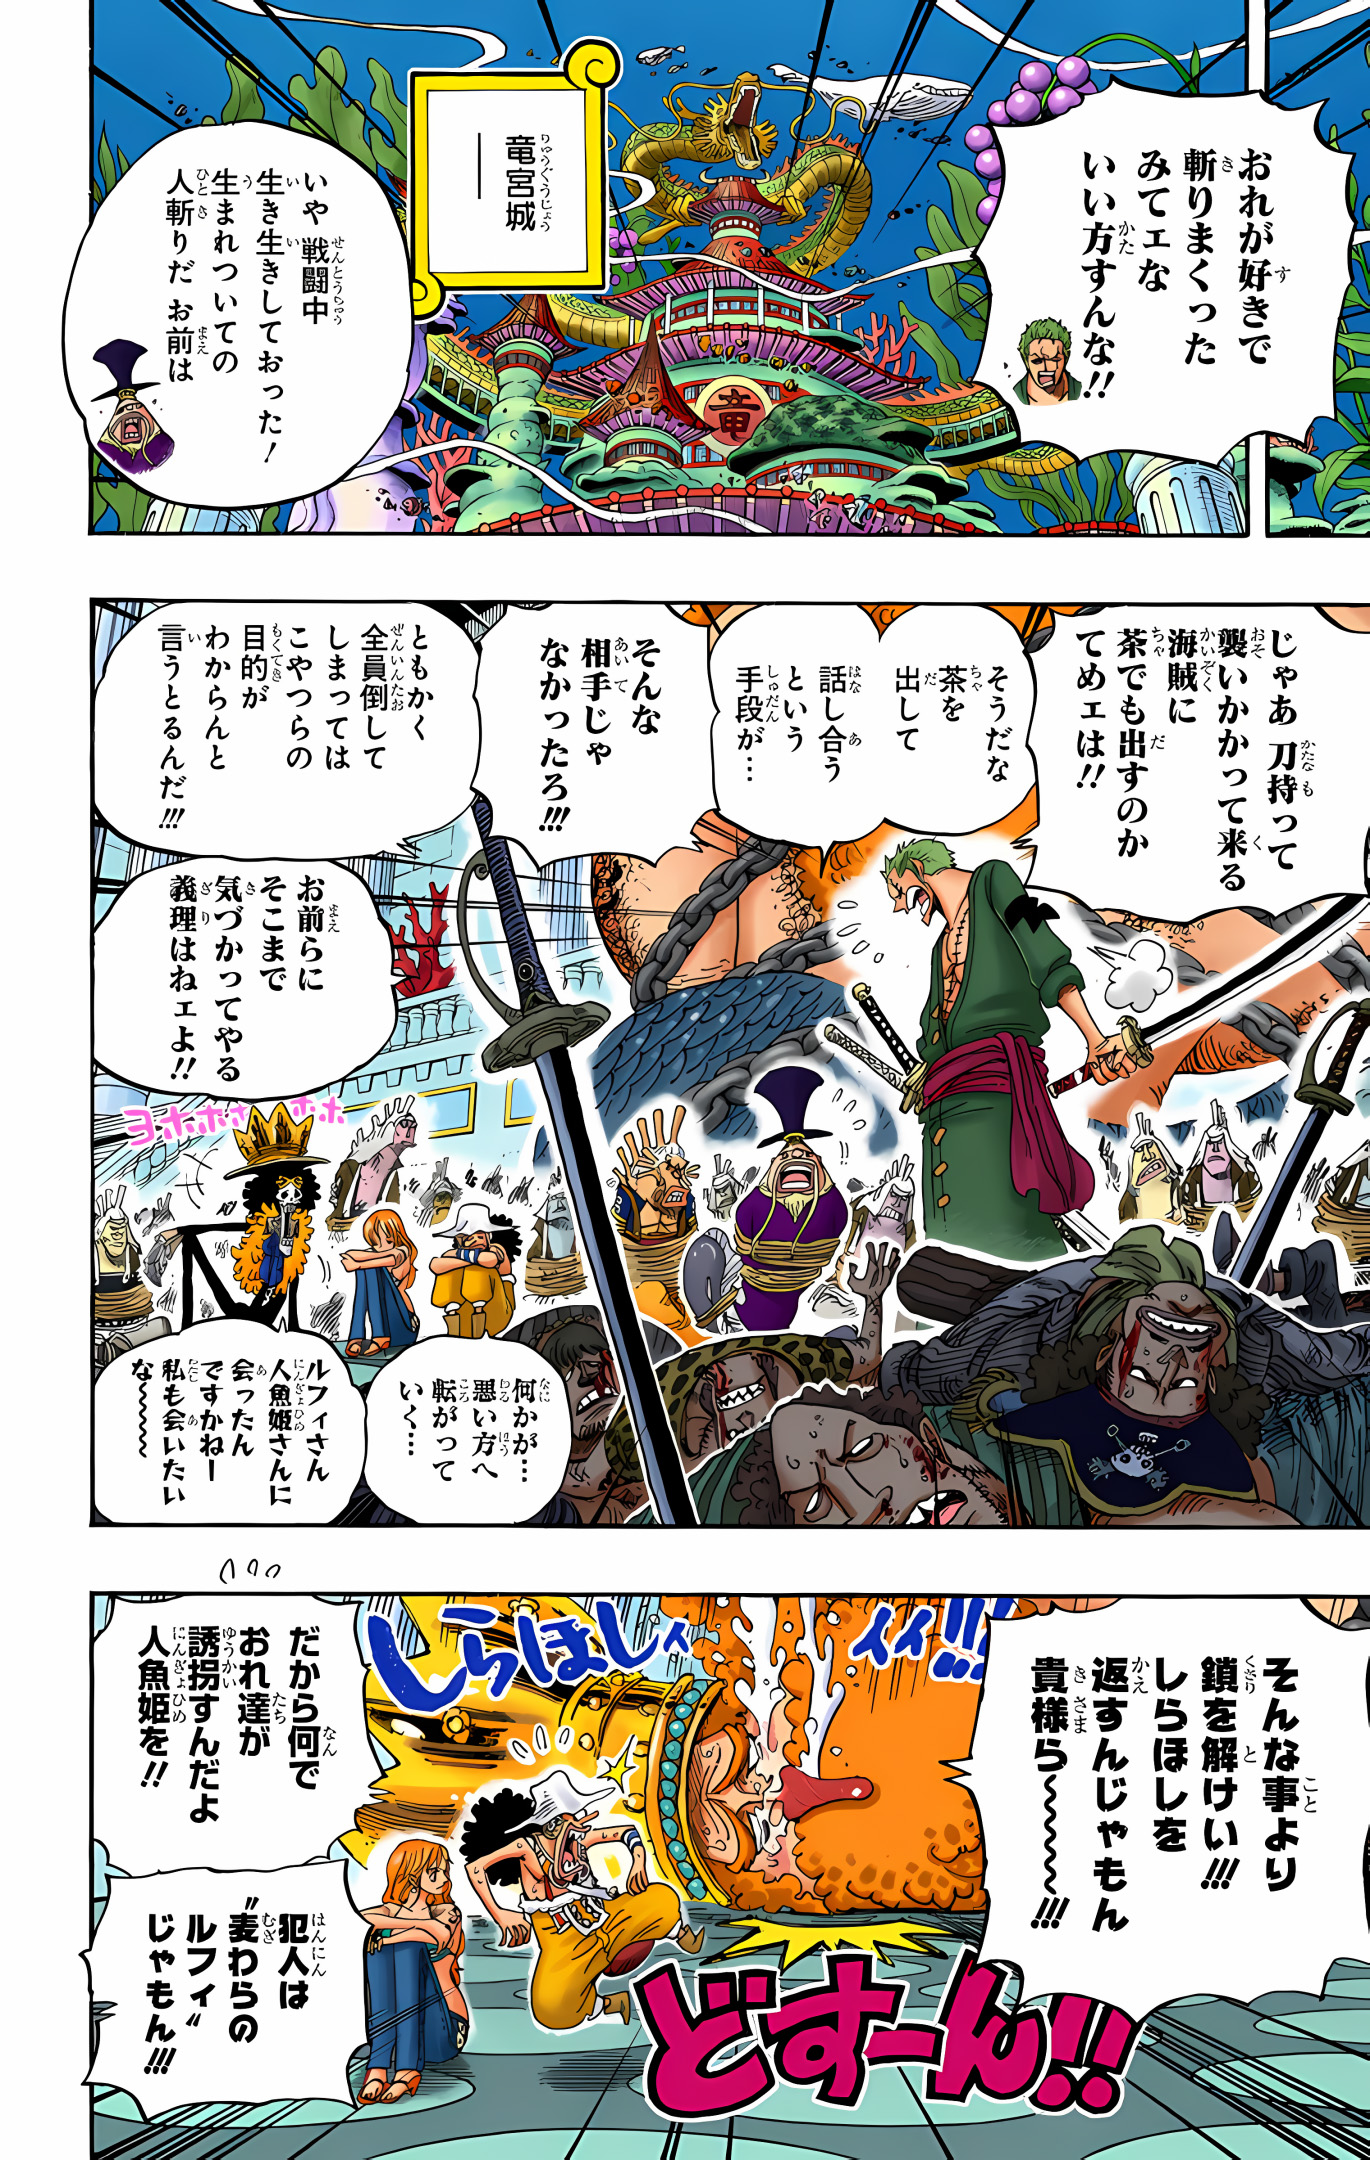 おれが好きで
斬りまくった
みてェな
いい方すんな!!
竜宮城
―
いや 戦闘中
生き生きしておった!
生まれついての
人斬りだ お前は
じゃあ 刀持って
襲いかかって来る
海賊に
茶でも出すのか
てめェは!!
そうだな
茶を
出して
話し合う
という
手段が…
そんな
相手じゃ
なかったろ!!!
ともかく
全員倒して
しまっては
こやつらの
目的が
わからんと
言うとるんだ!!!
お前らに
そこまで
気づかってやる
義理はねェよ!!
ヨホホホ ホホ
何かが…
悪い方へ
転がって
いく…
ルフィさん
人魚姫さんに
会ったん
ですかねー
私も会いたい
な~~~~
そんな事より
鎖を解けい!!!
しらほしを
返すんじゃもん
貴様ら~~~~!!!
しらほしィ
イイ!!!
だから何で
おれ達が
誘拐すんだよ
人魚姫を!!
犯人は
〝麦わらの
ルフィ〟
じゃもん!!!
どすーん!!